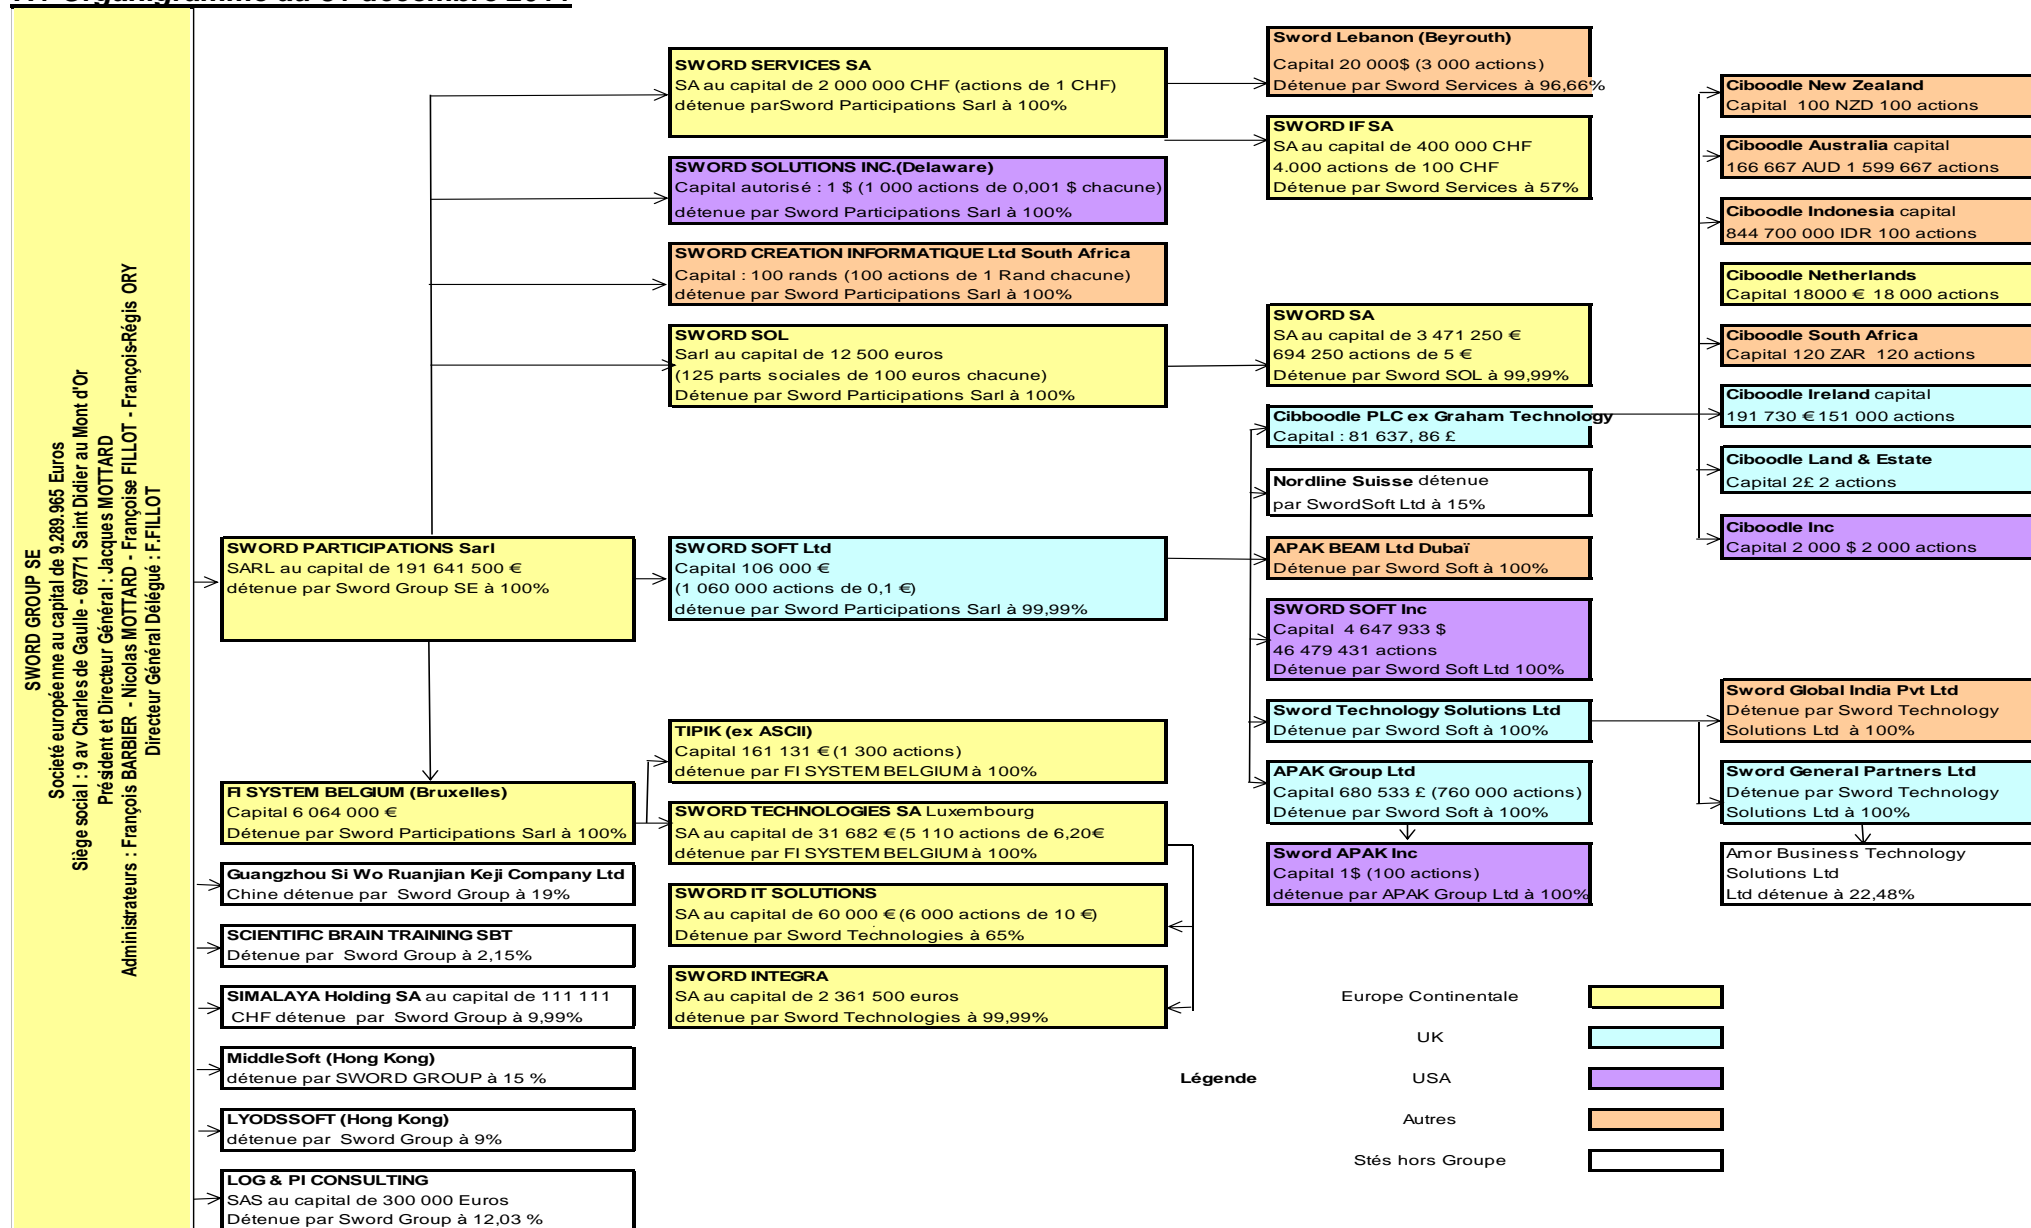 SWORD GROUP SE
Societé européenne au capital de 9.289.965 Euros
Siège social : 9 av Charles de Gaulle - 69771 Saint Didier au Mont d'Or
Président et Directeur Général : Jacques MOTTARD
Administrateurs : François BARBIER - Nicolas MOTTARD - Françoise FILLOT - François-Régis ORY
Directeur Général Délégué : F.FILLOT
SWORD PARTICIPATIONS Sarl
SARL au capital de 191 641 500 €
détenue par Sword Group SE à 100%
FI SYSTEM BELGIUM (Bruxelles)
Capital 6 064 000 €
Détenue par Sword Participations Sarl à 100%
Guangzhou Si Wo Ruanjian Keji Company Ltd
Chine détenue par Sword Group à 19%
SCIENTIFIC BRAIN TRAINING SBT
Détenue par Sword Group à 2,15%
SIMALAYA Holding SA au capital de 111 111
CHF détenue par Sword Group à 9,99%
MiddleSoft (Hong Kong)
détenue par SWORD GROUP à 15 %
LYODSSOFT (Hong Kong)
détenue par Sword Group à 9%
LOG & PI CONSULTING
SAS au capital de 300 000 Euros
Détenue par Sword Group à 12,03 %
SWORD SERVICES SA
SA au capital de 2 000 000 CHF (actions de 1 CHF)
détenue parSword Participations Sarl à 100%
SWORD SOLUTIONS INC.(Delaware)
Capital autorisé : 1 $ (1 000 actions de 0,001 $ chacune)
détenue par Sword Participations Sarl à 100%
SWORD CREATION INFORMATIQUE Ltd South Africa
Capital : 100 rands (100 actions de 1 Rand chacune)
détenue par Sword Participations Sarl à 100%
SWORD SOL
Sarl au capital de 12 500 euros
(125 parts sociales de 100 euros chacune)
Détenue par Sword Participations Sarl à 100%
SWORD SOFT Ltd
Capital 106 000 €
(1 060 000 actions de 0,1 €)
détenue par Sword Participations Sarl à 99,99%
TIPIK (ex ASCII)
Capital 161 131 € (1 300 actions)
détenue par FI SYSTEM BELGIUM à 100%
SWORD TECHNOLOGIES SA Luxembourg
SA au capital de 31 682 € (5 110 actions de 6,20€
détenue par FI SYSTEM BELGIUM à 100%
SWORD IT SOLUTIONS
SA au capital de 60 000 € (6 000 actions de 10 €)
Détenue par Sword Technologies à 65%
SWORD INTEGRA
SA au capital de 2 361 500 euros
détenue par Sword Technologies à 99,99%
Sword Lebanon (Beyrouth)
Capital 20 000$ (3 000 actions)
Détenue par Sword Services à 96,66%
SWORD IF SA
SA au capital de 400 000 CHF
4.000 actions de 100 CHF
Détenue par Sword Services à 57%
SWORD SA
SA au capital de 3 471 250 €
694 250 actions de 5 €
Détenue par Sword SOL à 99,99%
Cibboodle PLC ex Graham Technology
Capital : 81 637, 86 £
Nordline Suisse détenue
par SwordSoft Ltd à 15%
APAK BEAM Ltd Dubaï
Détenue par Sword Soft à 100%
SWORD SOFT Inc
Capital 4 647 933 $
46 479 431 actions
Détenue par Sword Soft Ltd 100%
Sword Technology Solutions Ltd
Détenue par Sword Soft à 100%
APAK Group Ltd
Capital 680 533 £ (760 000 actions)
Détenue par Sword Soft à 100%
Sword APAK Inc
Capital 1$ (100 actions)
détenue par APAK Group Ltd à 100%
Ciboodle New Zealand
Capital 100 NZD 100 actions
Ciboodle Australia capital
166 667 AUD 1 599 667 actions
Ciboodle Indonesia capital
844 700 000 IDR 100 actions
Ciboodle Netherlands
Capital 18000 € 18 000 actions
Ciboodle South Africa
Capital 120 ZAR 120 actions
Ciboodle Ireland capital
191 730 € 151 000 actions
Ciboodle Land & Estate
Capital 2£ 2 actions
Ciboodle Inc
Capital 2 000 $ 2 000 actions
Sword Global India Pvt Ltd
Détenue par Sword Technology
Solutions Ltd à 100%
Sword General Partners Ltd
Détenue par Sword Technology
Solutions Ltd à 100%
Amor Business Technology
Solutions Ltd
Ltd détenue à 22,48%
Légende
Europe Continentale
UK
USA
Autres
Stés hors Groupe